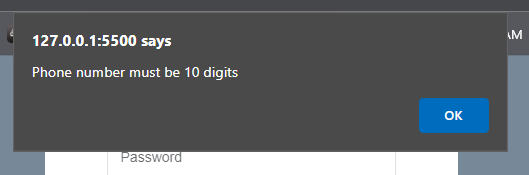 127.0.0.1:5500 says
AM
Phone number must be 10 digits
OK
Password